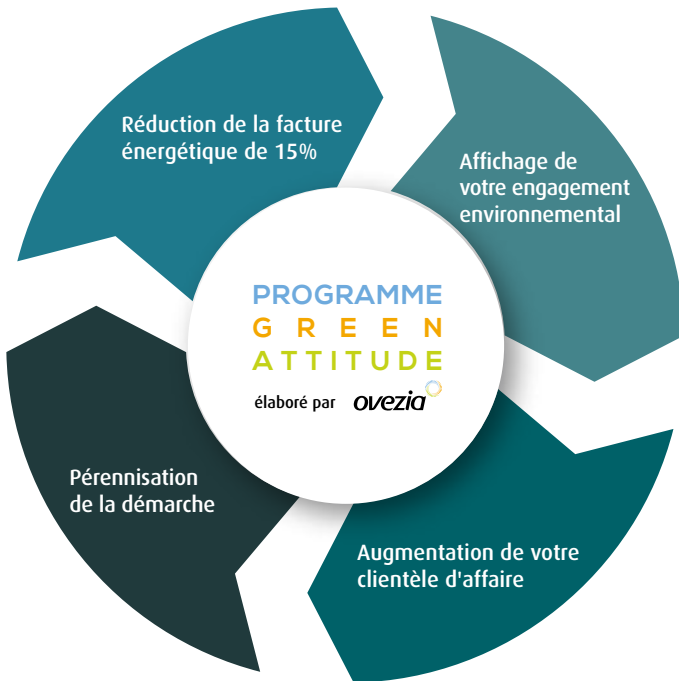 Réduction de la facture
énergétique de 15%
Affichage de
votre engagement
environnemental
PROGRAMME
GREEN
ATTITUDE
élaboré par ovezia
Pérennisation
de la démarche
Augmentation de votre
clientèle d'affaire